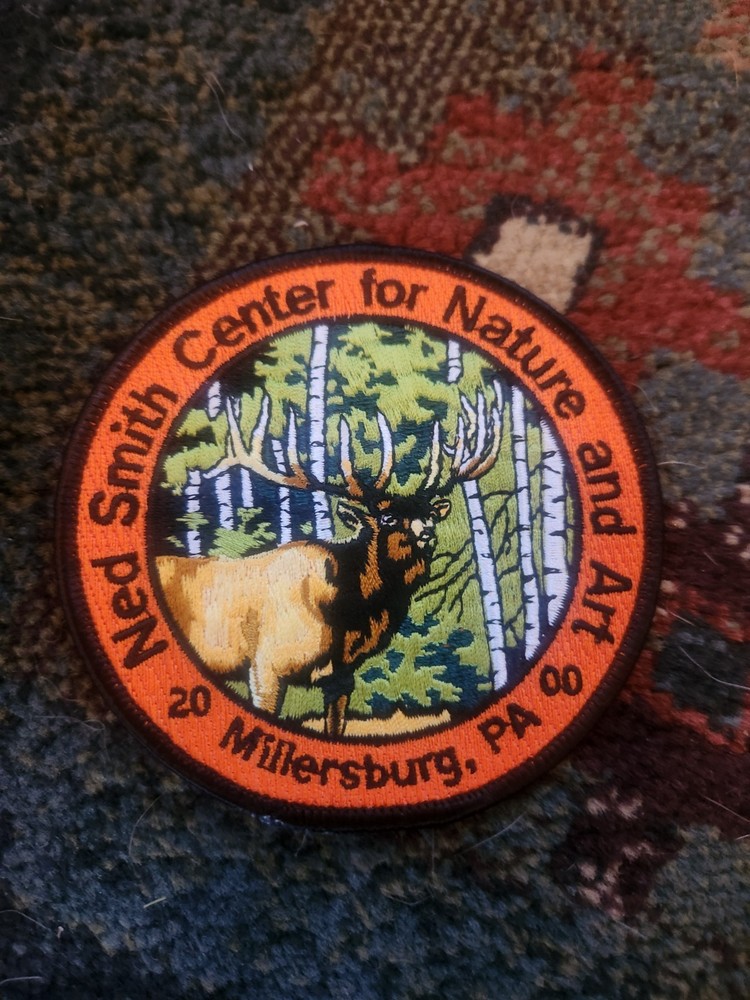 Ned Smith Center for Nature and Art
20 00
Millersburg, PA